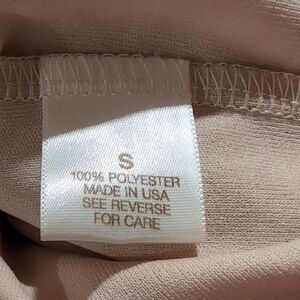 S
100% POLYESTER
MADE IN USA
SEE REVERSE
FOR CARE